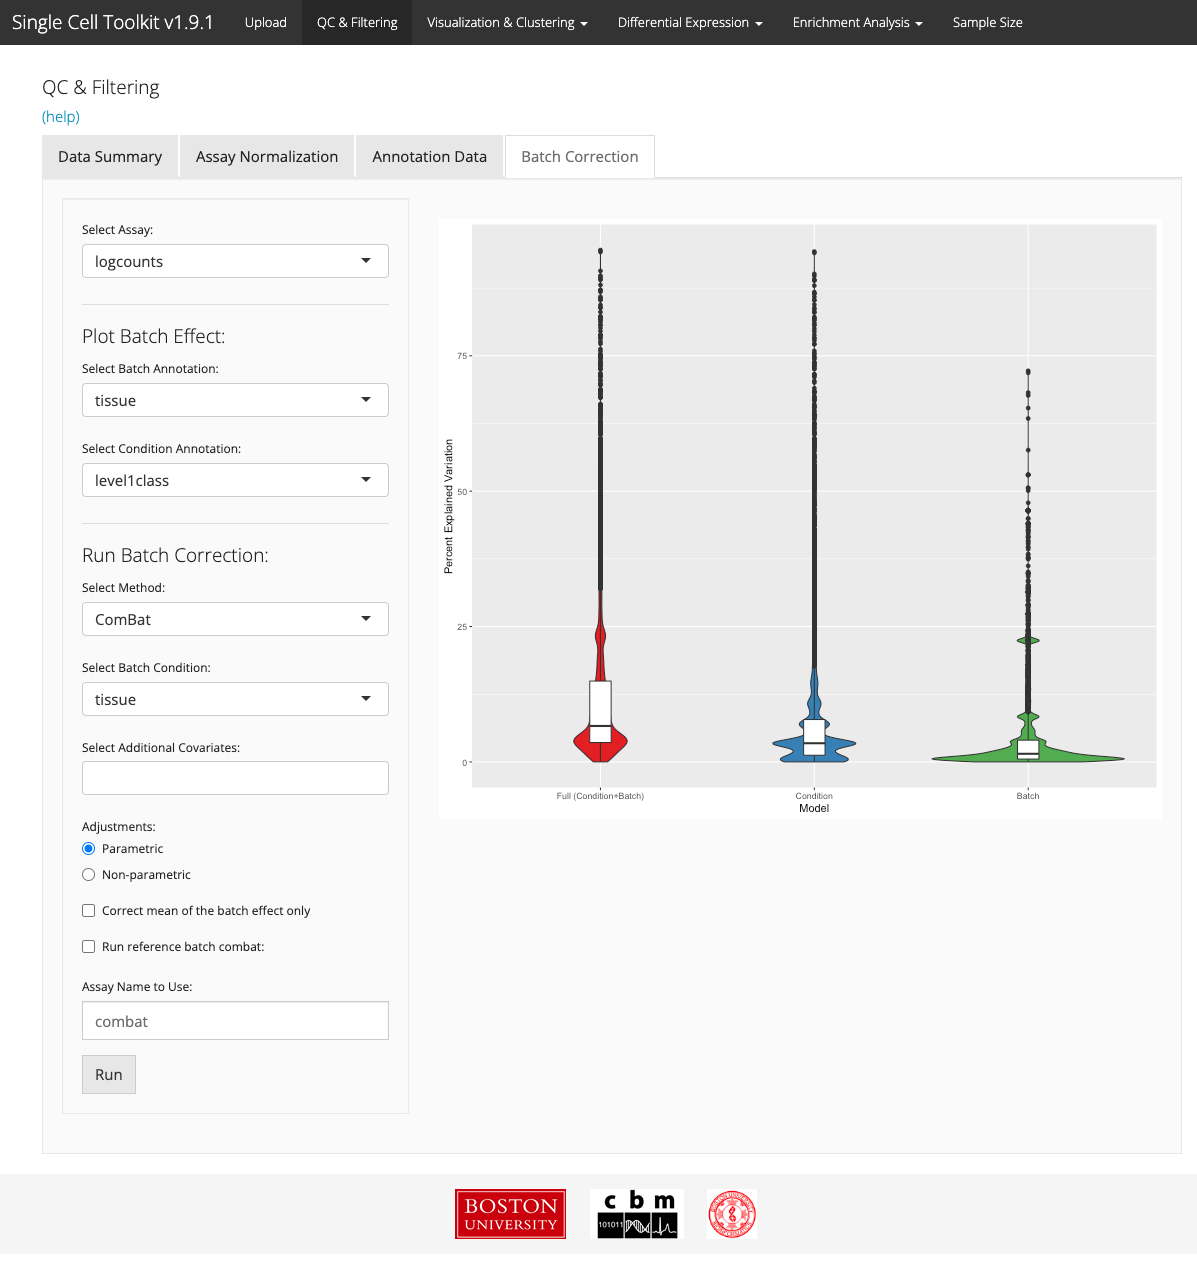 Single Cell Toolkit v1.9.1 Upload QC & Filtering Visualization & Clustering Differential Expression Enrichment Analysis Sample Size
QC & Filtering
(help)
Data Summary Assay Normalization Annotation Data Batch Correction
Select Assay:
logcounts
Plot Batch Effect:
Select Batch Annotation:
tissue
Select Condition Annotation:
level1class
Run Batch Correction:
Select Method:
ComBat
Select Batch Condition:
tissue
Select Additional Covariates:
Adjustments:
Parametric
Non-parametric
Correct mean of the batch effect only
Run reference batch combat:
Assay Name to Use:
combat
Run
Percent Explained Variation
75
50
25
0
Full (Condition+Batch) Condition Batch
Model
BOSTON
UNIVERSITY
cbm
101011